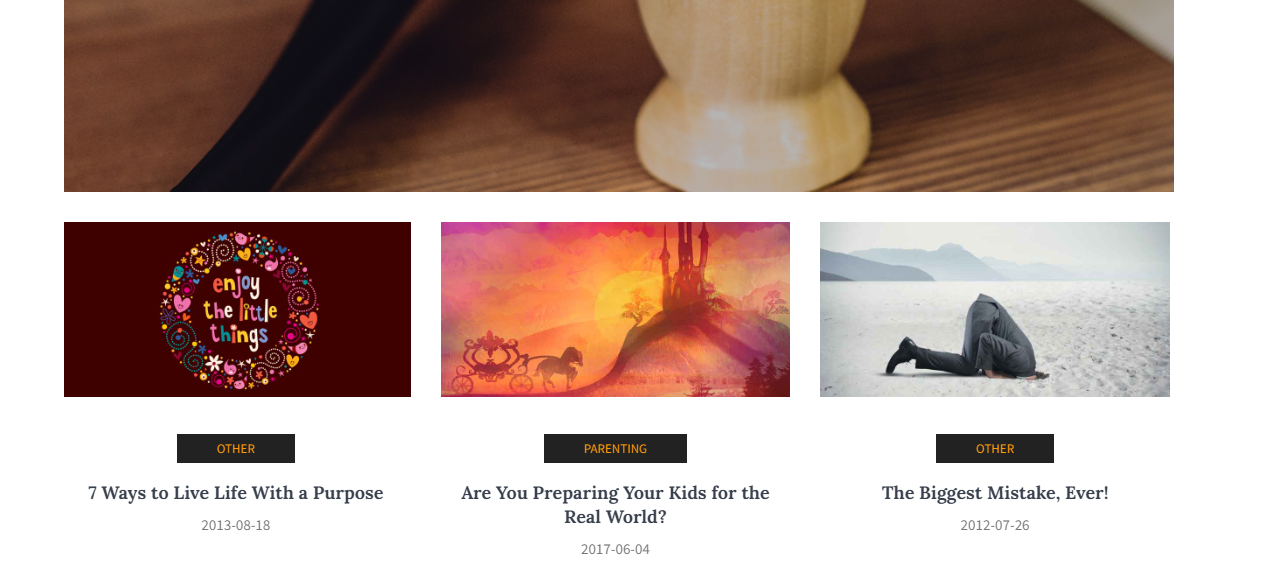 enjoy
the little
things
OTHER
PARENTING
OTHER
7 Ways to Live Life With a Purpose
Are You Preparing Your Kids for the
Real World?
The Biggest Mistake, Ever!
2013-08-18
2017-06-04
2012-07-26